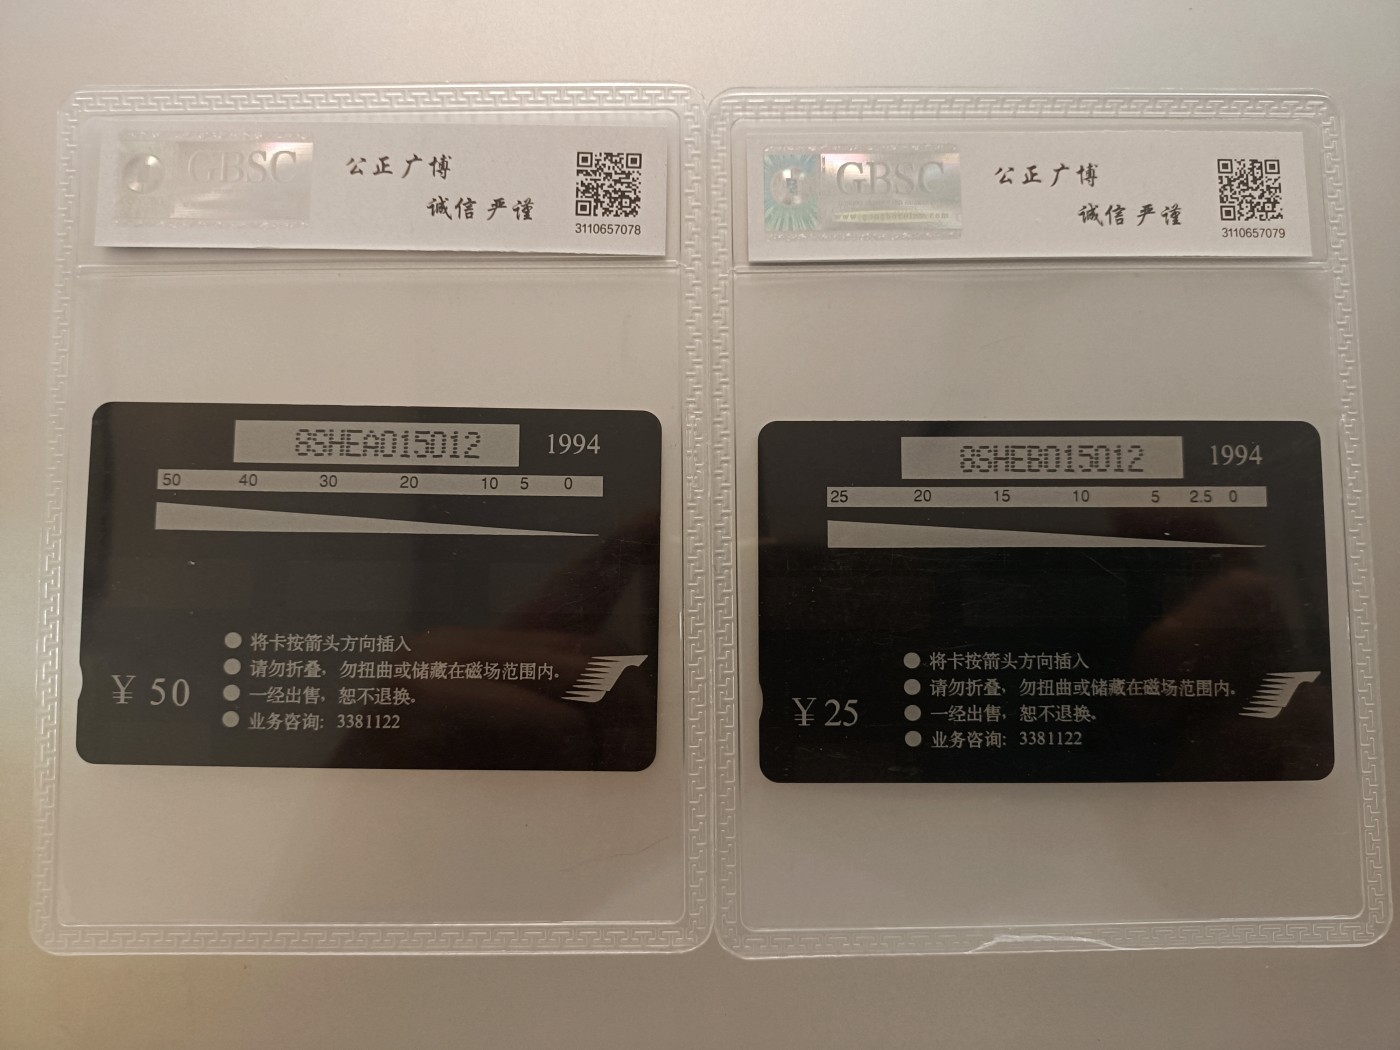 GBSC
公正广博
诚信严谨
3110657078
8SHEA015012
1994
50 40 30 20 10 5 0
将卡按箭头方向插入
请勿折叠，勿扭曲或储藏在磁场范围内。
一经出售，恕不退换。
业务咨询：3381122
￥50
GBSC
公正广博
诚信严谨
3110657079
8SHEB015012
1994
25 20 15 10 5 2.5 0
将卡按箭头方向插入
请勿折叠，勿扭曲或储藏在磁场范围内。
一经出售，恕不退换。
业务咨询：3381122
￥25